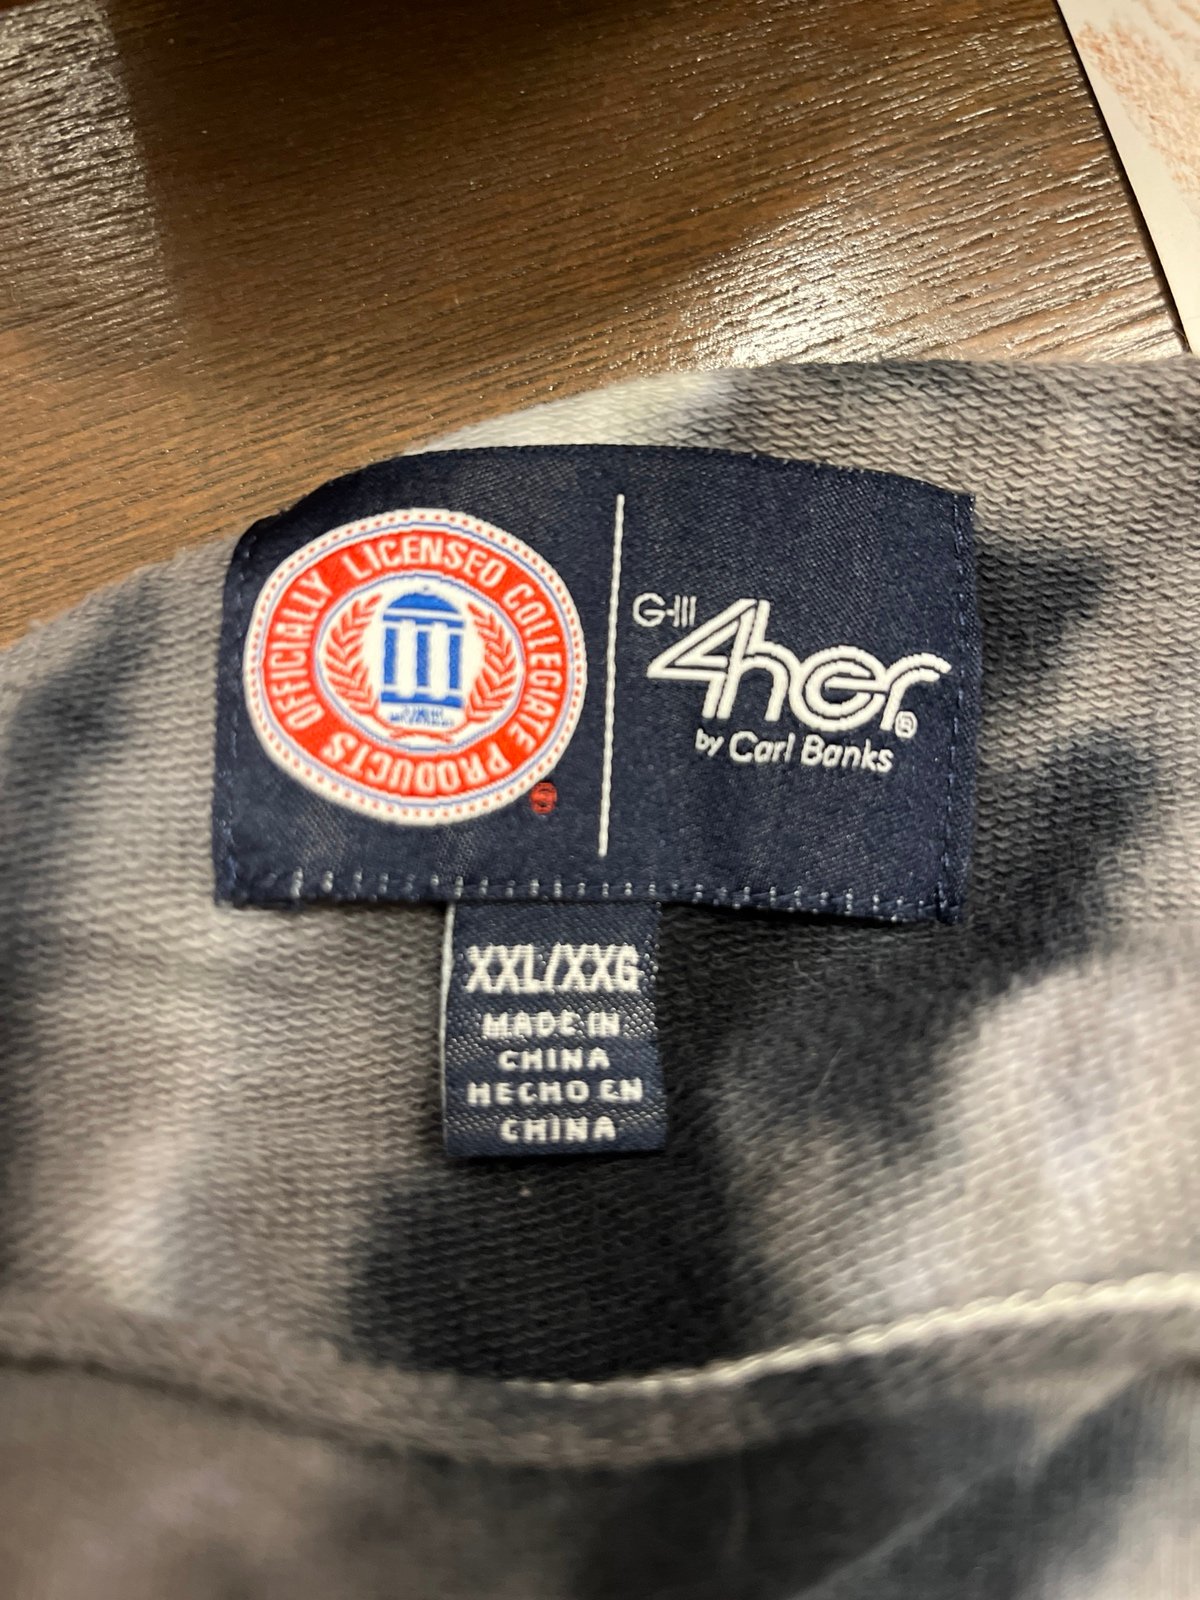 OFFICIALLY LICENSED COLLEGIATE PRODUCTS
G-III
4her®
by Carl Banks
XXL/XXG
MADE IN
CHINA
HECHO EN
CHINA